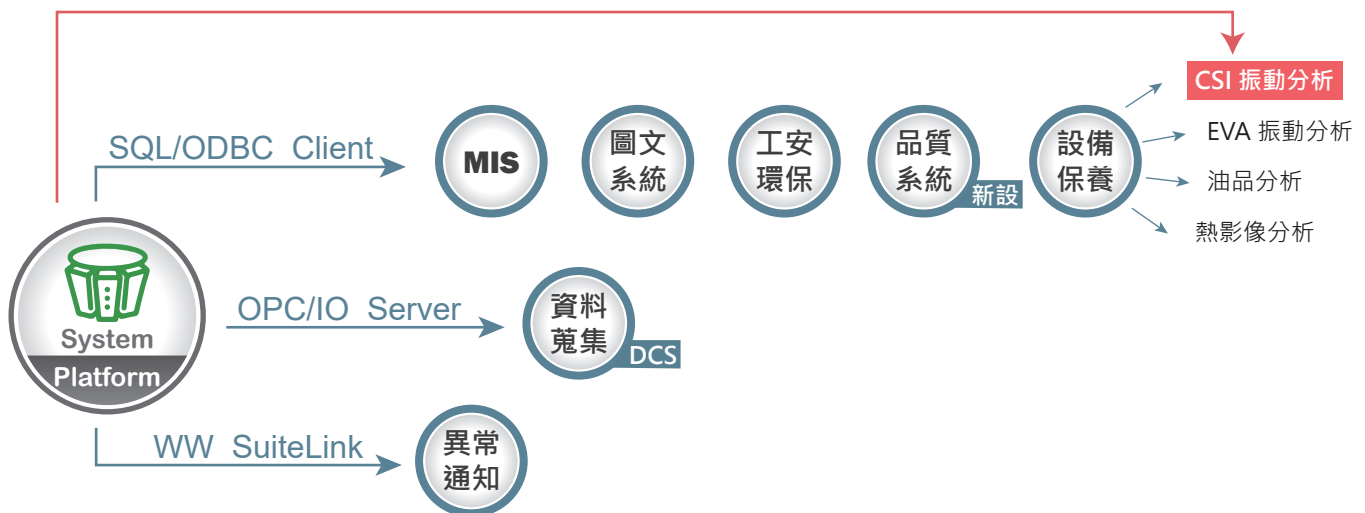 CSI 振動分析
EVA 振動分析
油品分析
熱影像分析
SQL/ODBC Client
MIS
圖文
系統
工安
環保
品質
系統
新設
設備
保養
System
Platform
OPC/IO Server
資料
蒐集
DCS
WW SuiteLink
異常
通知